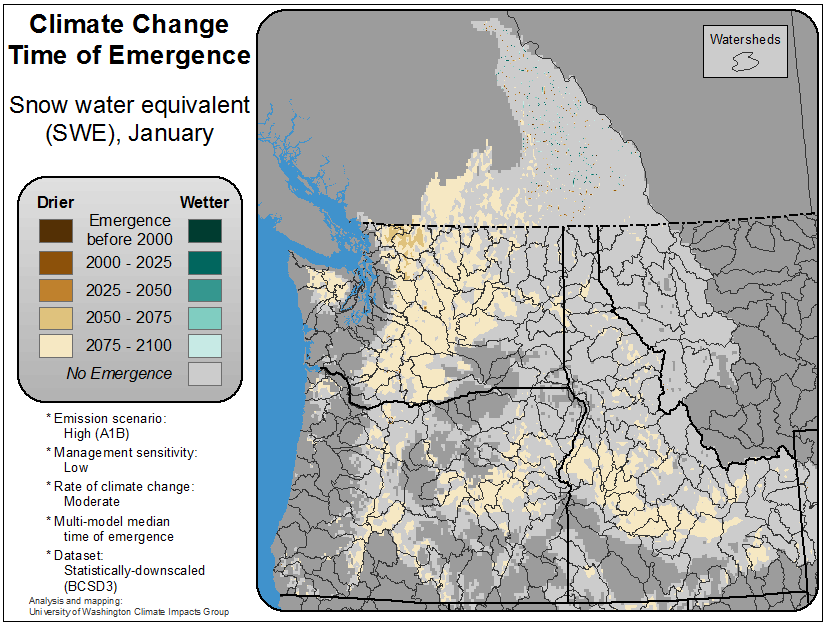 Climate Change
Time of Emergence
Snow water equivalent
(SWE), January
Drier
Wetter
Emergence
before 2000
2000 - 2025
2025 - 2050
2050 - 2075
2075 - 2100
No Emergence
* Emission scenario:
High (A1B)
* Management sensitivity:
Low
* Rate of climate change:
Moderate
* Multi-model median
time of emergence
* Dataset:
Statistically-downscaled
(BCSD3)
Analysis and mapping:
University of Washington Climate Impacts Group
Watersheds